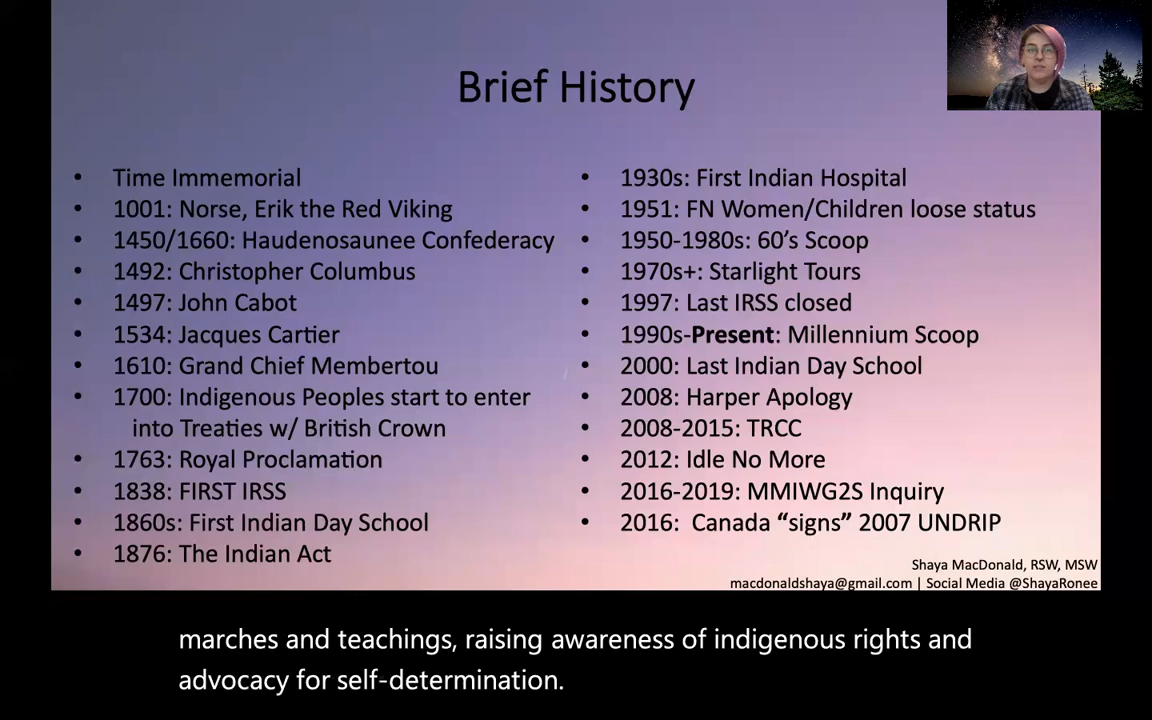 Brief History
• Time Immemorial
• 1001: Norse, Erik the Red Viking
• 1450/1660: Haudenosaunee Confederacy
• 1492: Christopher Columbus
• 1497: John Cabot
• 1534: Jacques Cartier
• 1610: Grand Chief Membertou
• 1700: Indigenous Peoples start to enter
into Treaties w/ British Crown
• 1763: Royal Proclamation
• 1838: FIRST IRSS
• 1860s: First Indian Day School
• 1876: The Indian Act
• 1930s: First Indian Hospital
• 1951: FN Women/Children loose status
• 1950-1980s: 60’s Scoop
• 1970s+: Starlight Tours
• 1997: Last IRSS closed
• 1990s-Present: Millennium Scoop
• 2000: Last Indian Day School
• 2008: Harper Apology
• 2008-2015: TRCC
• 2012: Idle No More
• 2016-2019: MMIWG2S Inquiry
• 2016: Canada “signs” 2007 UNDRIP
Shaya MacDonald, RSW, MSW
macdonaldshaya@gmail.com | Social Media @ShayaRonee
marches and teachings, raising awareness of indigenous rights and
advocacy for self-determination.